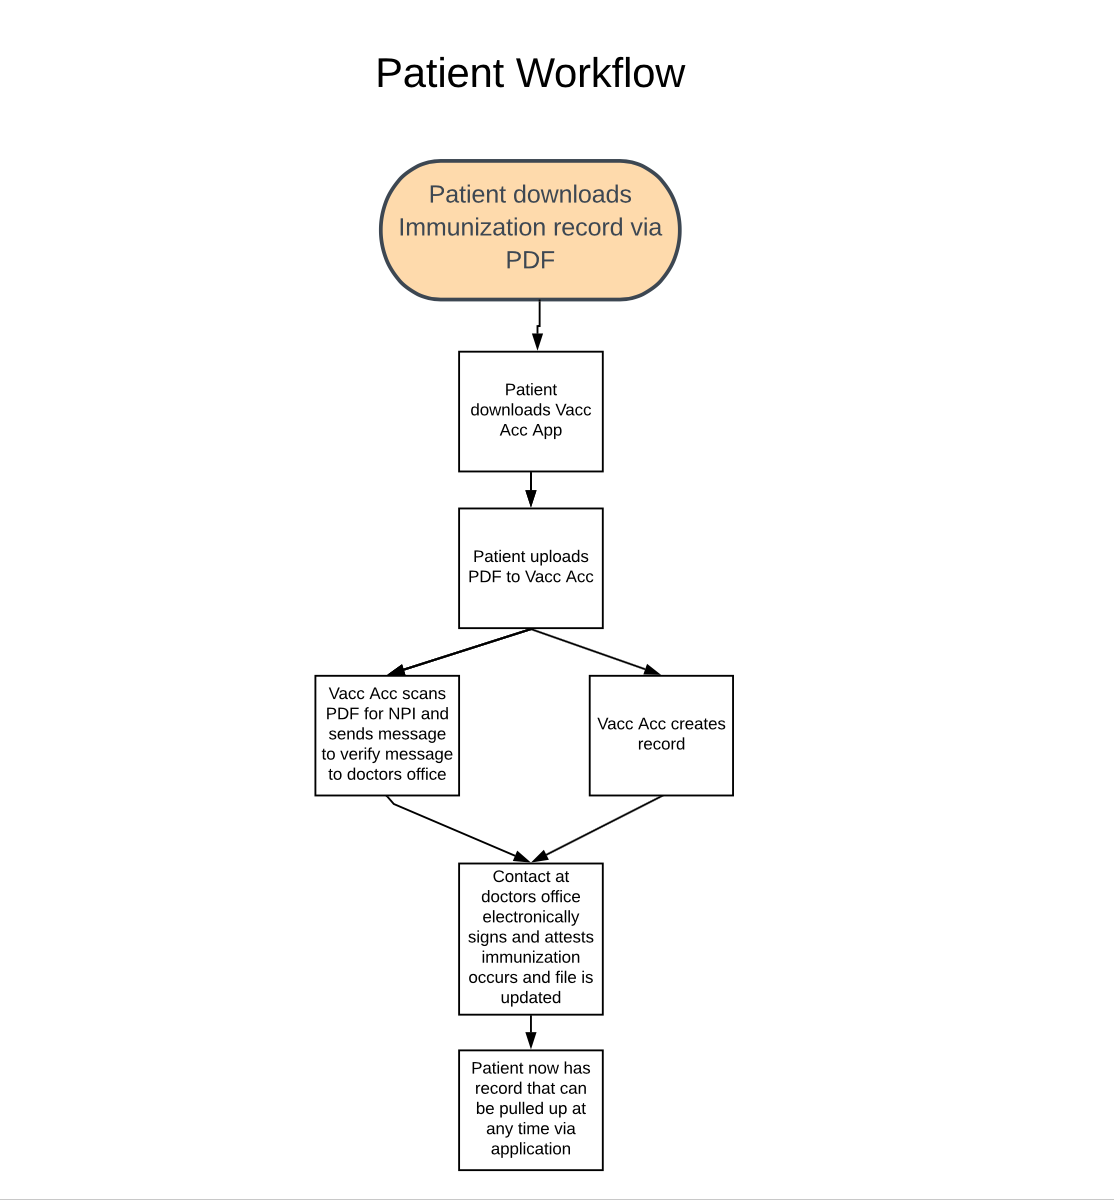 Patient Workflow
Patient downloads
Immunization record via
PDF
Patient
downloads Vacc
Acc App
Patient uploads
PDF to Vacc Acc
Vacc Acc scans
PDF for NPI and
sends message
to verify message
to doctors office
Vacc Acc creates
record
Contact at
doctors office
electronically
signs and attests
immunization
occurs and file is
updated
Patient now has
record that can
be pulled up at
any time via
application